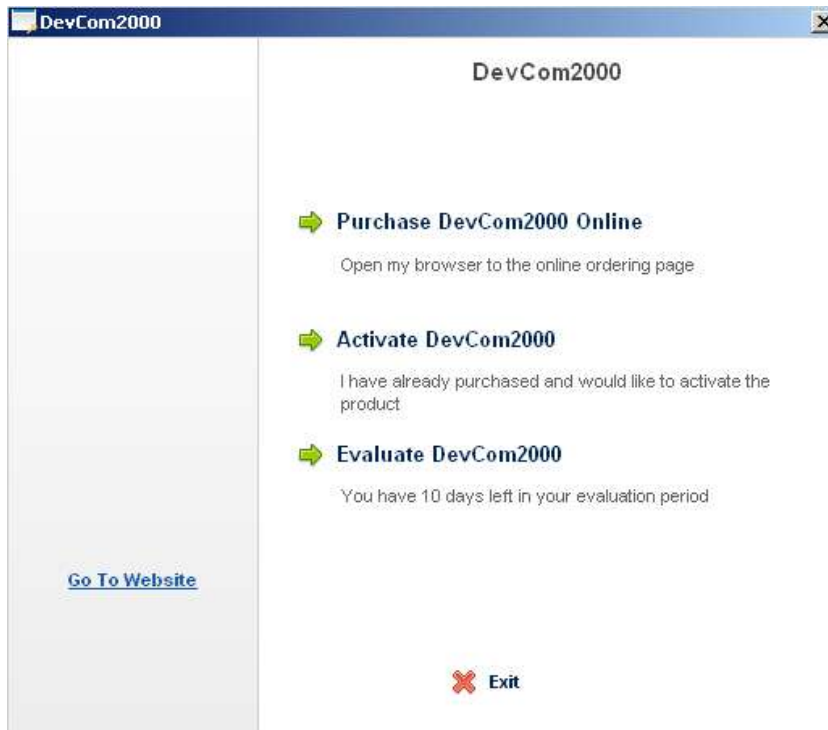 DevCom2000
DevCom2000
Purchase DevCom2000 Online
Open my browser to the online ordering page
Activate DevCom2000
I have already purchased and would like to activate the
product
Evaluate DevCom2000
You have 10 days left in your evaluation period
Go To Website
Exit